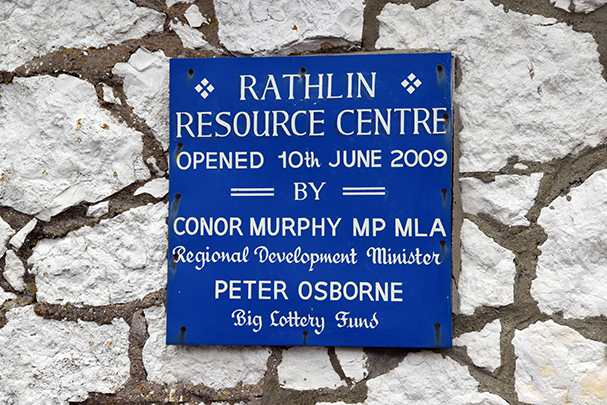 RATHLIN
RESOURCE CENTRE
OPENED 10th JUNE 2009
BY
CONOR MURPHY MP MLA
Regional Development Minister
PETER OSBORNE
Big Lottery Fund